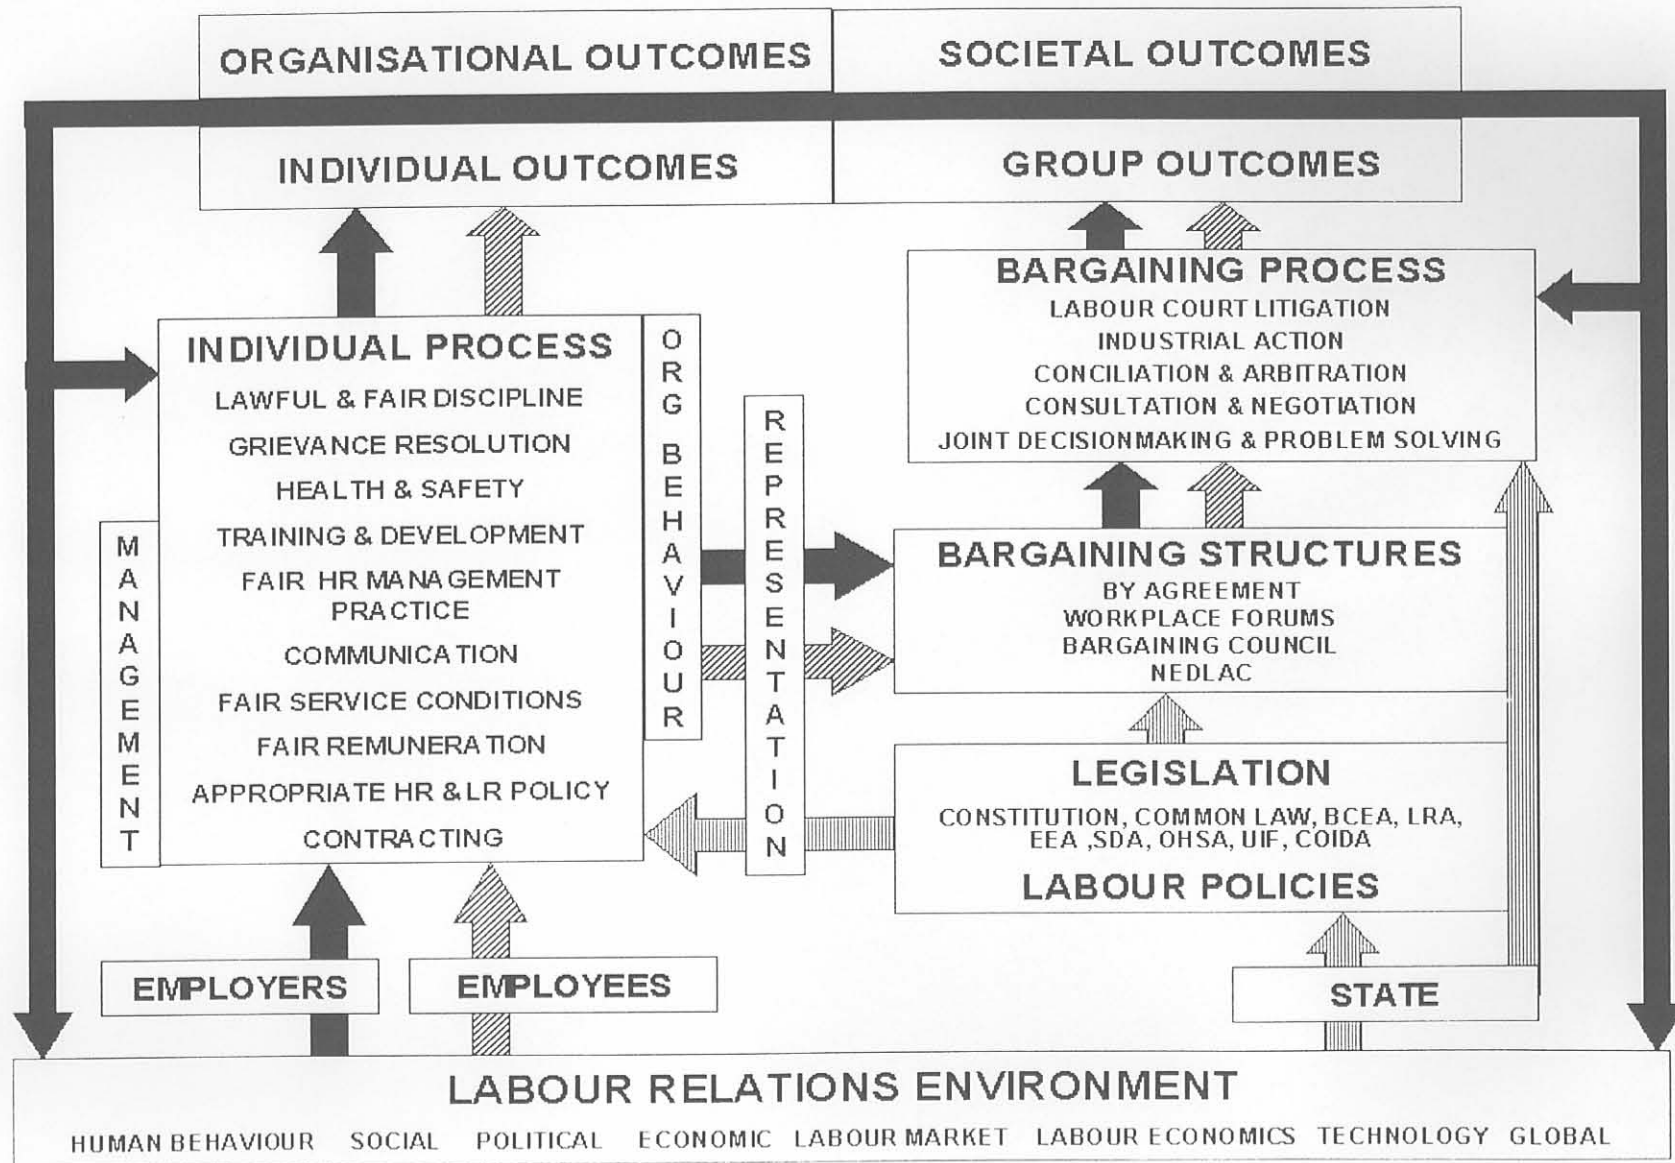 ORGANISATIONAL OUTCOMES
SOCIETAL OUTCOMES
INDIVIDUAL OUTCOMES
GROUP OUTCOMES
INDIVIDUAL PROCESS
LAWFUL & FAIR DISCIPLINE
GRIEVANCE RESOLUTION
HEALTH & SAFETY
TRAINING & DEVELOPMENT
FAIR HR MANAGEMENT
PRACTICE
COMMUNICATION
FAIR SERVICE CONDITIONS
FAIR REMUNERATION
APPROPRIATE HR & LR POLICY
CONTRACTING
MANAGEMENT
ORG BEHAVIOUR
REPRESENTATION
BARGAINING PROCESS
LABOUR COURT LITIGATION
INDUSTRIAL ACTION
CONCILIATION & ARBITRATION
CONSULTATION & NEGOTIATION
JOINT DECISIONMAKING & PROBLEM SOLVING
BARGAINING STRUCTURES
BY AGREEMENT
WORKPLACE FORUMS
BARGAINING COUNCIL
NEDLAC
LEGISLATION
CONSTITUTION, COMMON LAW, BCEA, LRA,
EEA ,SDA, OHSA, UIF, COIDA
LABOUR POLICIES
EMPLOYERS
EMPLOYEES
STATE
LABOUR RELATIONS ENVIRONMENT
HUMAN BEHAVIOUR SOCIAL POLITICAL ECONOMIC LABOUR MARKET LABOUR ECONOMICS TECHNOLOGY GLOBAL